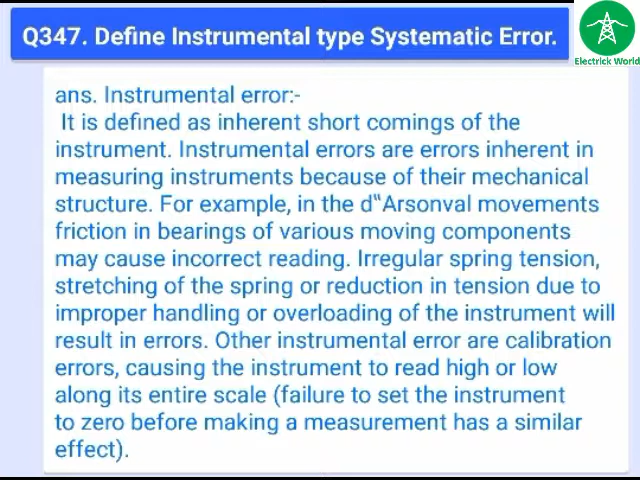 Q347. Define Instrumental type Systematic Error.
Electrick World
ans. Instrumental error:-
It is defined as inherent short comings of the
instrument. Instrumental errors are errors inherent in
measuring instruments because of their mechanical
structure. For example, in the d‟Arsonval movements
friction in bearings of various moving components
may cause incorrect reading. Irregular spring tension,
stretching of the spring or reduction in tension due to
improper handling or overloading of the instrument will
result in errors. Other instrumental error are calibration
errors, causing the instrument to read high or low
along its entire scale (failure to set the instrument
to zero before making a measurement has a similar
effect).